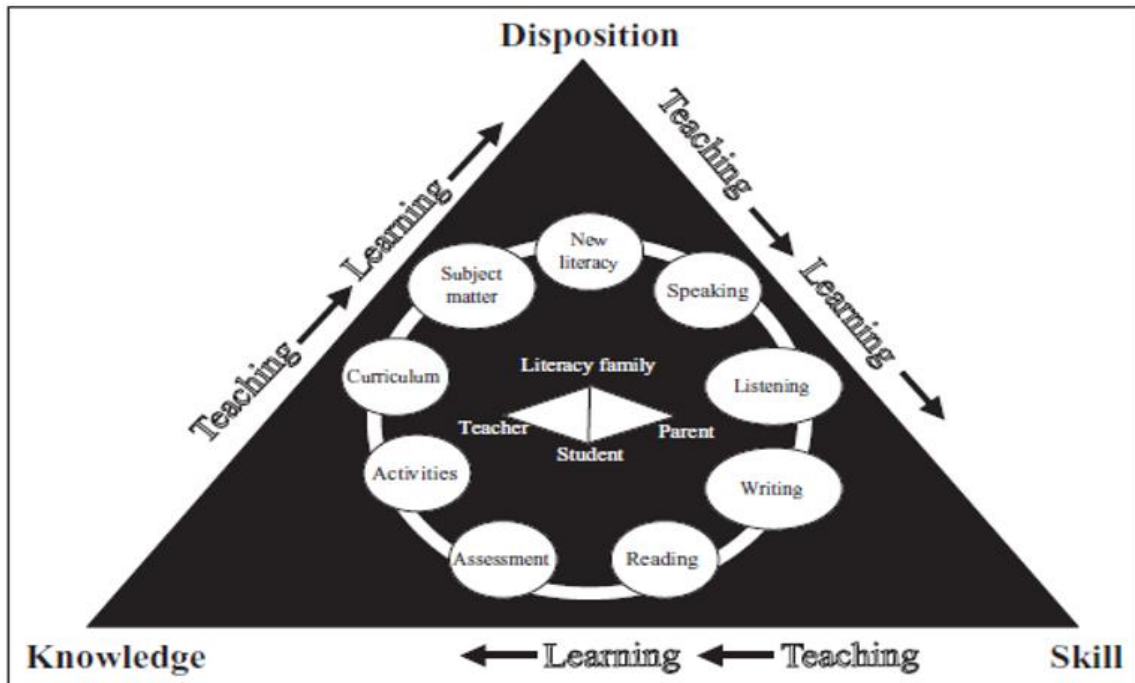 Disposition
Teaching
Learning
Teaching
Learning
New
literacy
Subject
matter
Speaking
Curriculum
Literacy family
Listening
Teacher
Parent
Student
Activities
Writing
Assessment
Reading
Knowledge
Learning
Teaching
Skill